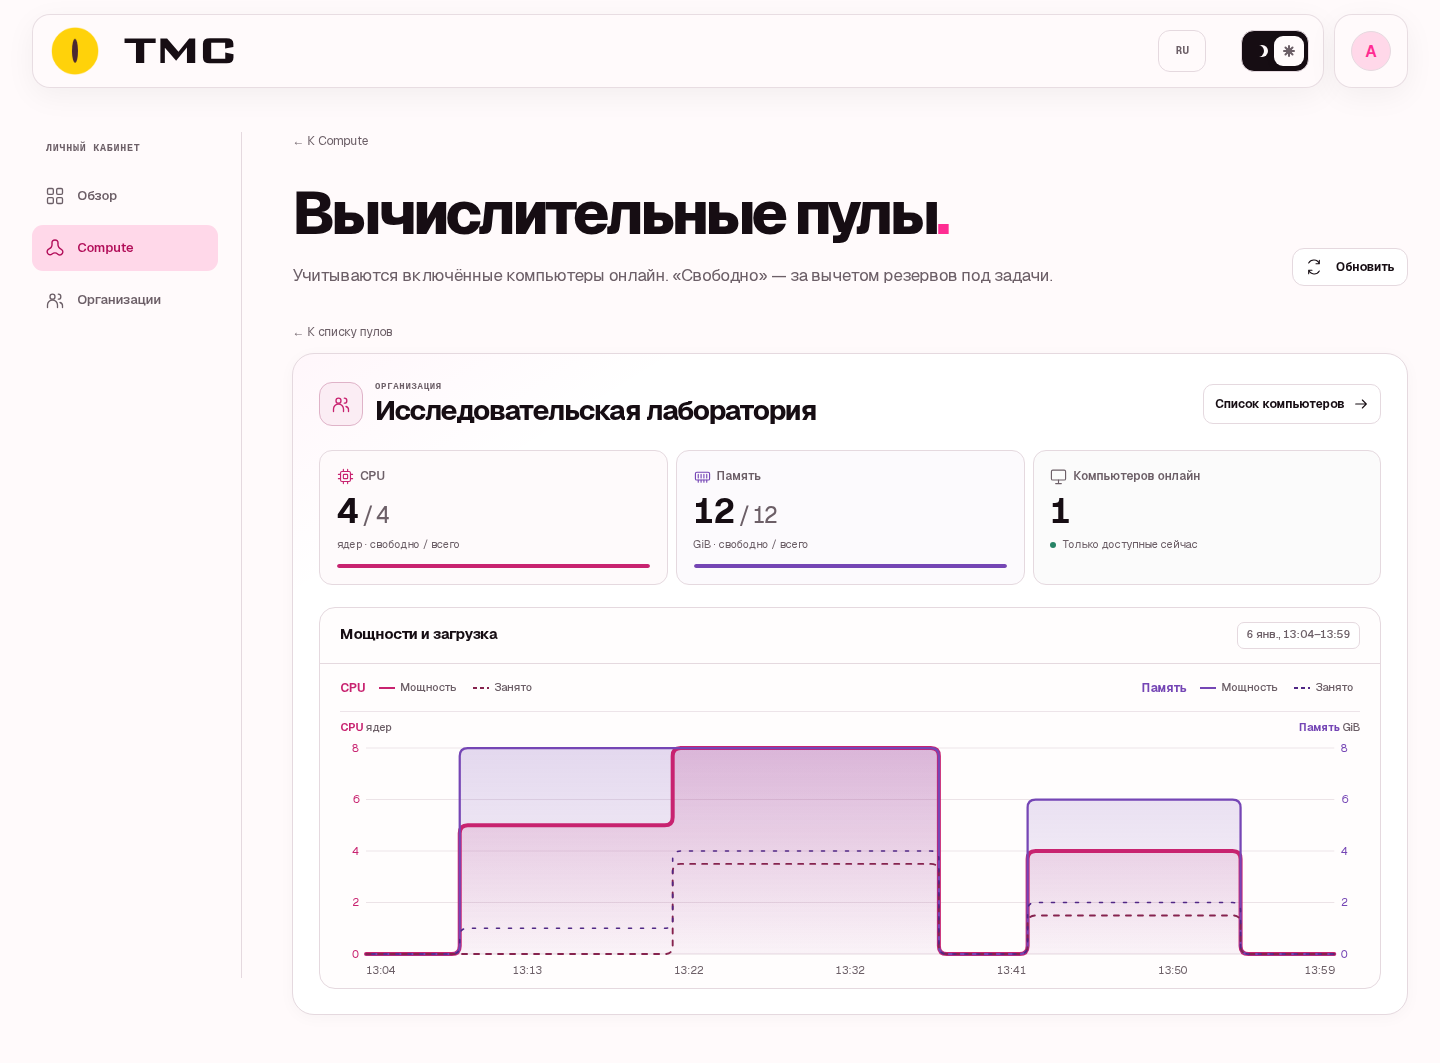 TMC
RU
A
ЛИЧНЫЙ КАБИНЕТ
Обзор
Compute
Организации
← К Compute
Вычислительные пулы.
Учитываются включённые компьютеры онлайн. «Свободно» — за вычетом резервов под задачи.
Обновить
← К списку пулов
ОРГАНИЗАЦИЯ
Исследовательская лаборатория
Список компьютеров →
CPU
4 / 4
ядер · свободно / всего
Память
12 / 12
GiB · свободно / всего
Компьютеров онлайн
1
Только доступные сейчас
Мощности и загрузка
6 янв., 13:04–13:59
CPU Мощность Занято
Память Мощность Занято
CPU ядер
Память GiB
8 8
6 6
4 4
2 2
0 0
13:04 13:13 13:22 13:32 13:41 13:50 13:59